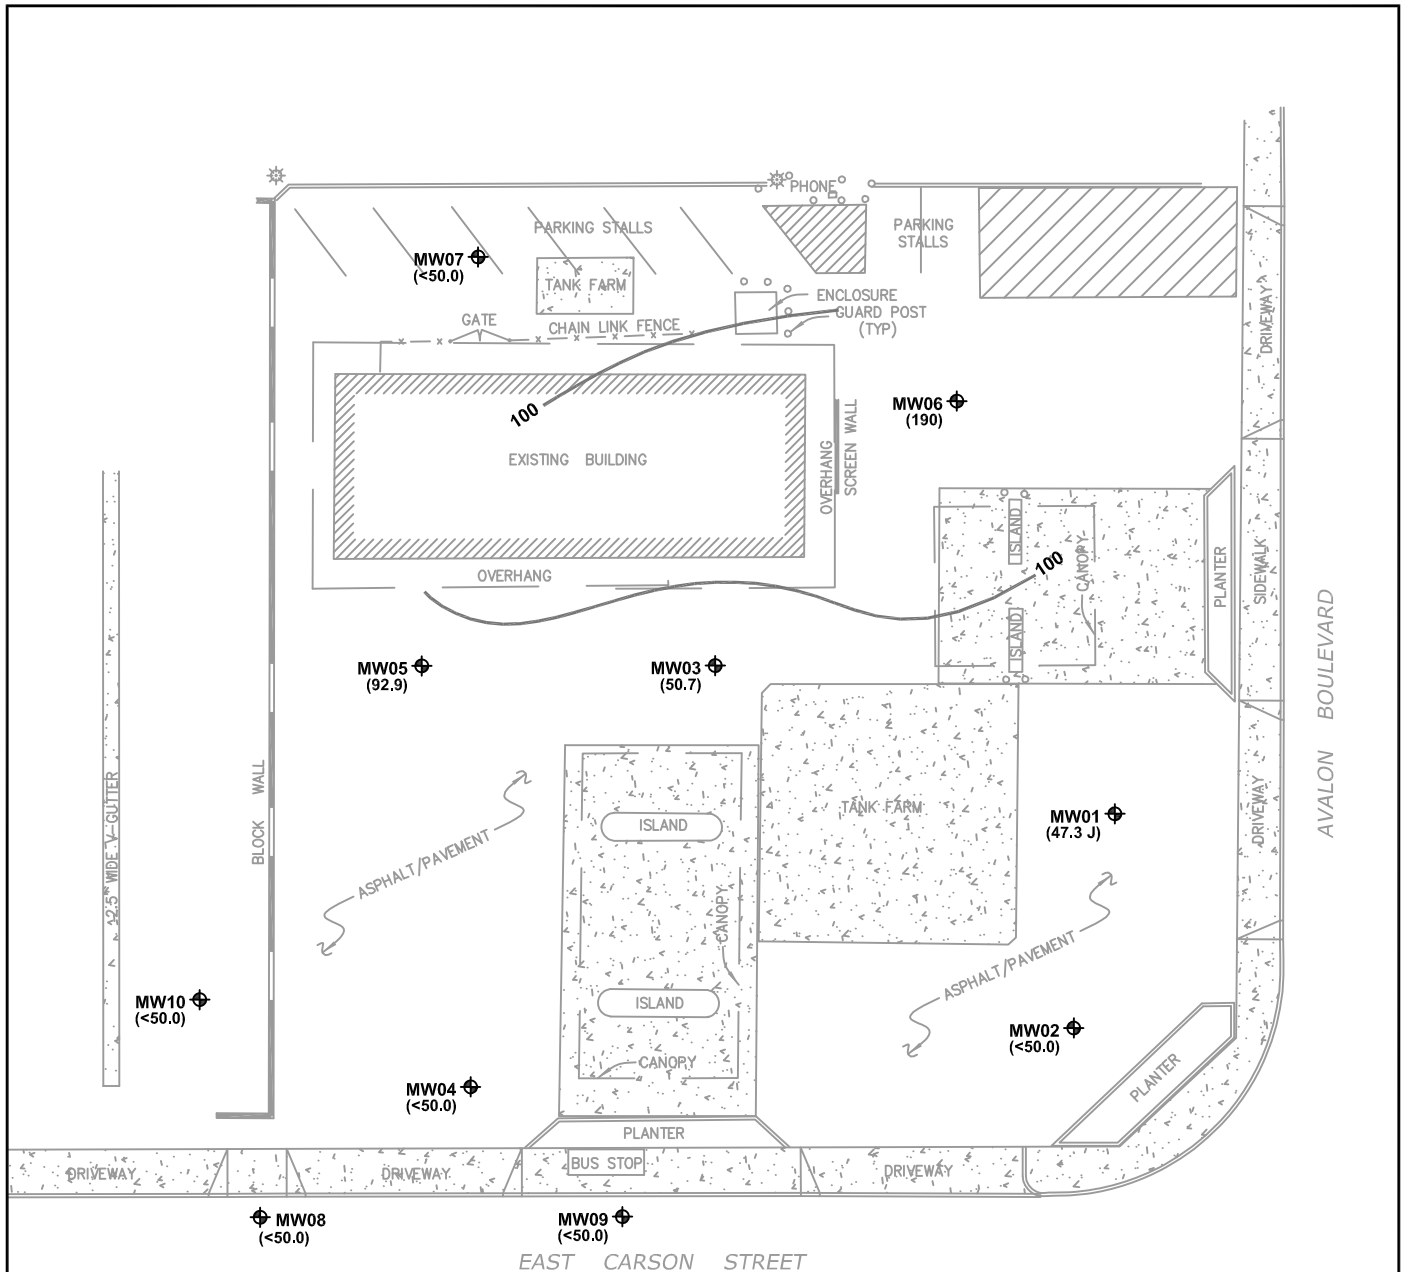 PHONE
PARKING STALLS
PARKING
STALLS
MW07
(<50.0)
TANK FARM
ENCLOSURE
GUARD POST
(TYP)
GATE
CHAIN LINK FENCE
DRIVEWAY
100
MW06
(190)
EXISTING BUILDING
OVERHANG
SCREEN WALL
ISLAND
CANOPY
100
PLANTER
SIDEWALK
OVERHANG
ISLAND
AVALON BOULEVARD
MW05
(92.9)
MW03
(50.7)
BLOCK WALL
12.5" WIDE V-GUTTER
ISLAND
TANK FARM
MW01
(47.3 J)
DRIVEWAY
ASPHALT/PAVEMENT
CANOPY
ASPHALT/PAVEMENT
MW10
(<50.0)
ISLAND
MW02
(<50.0)
CANOPY
PLANTER
MW04
(<50.0)
PLANTER
DRIVEWAY
DRIVEWAY
BUS STOP
DRIVEWAY
MW08
(<50.0)
MW09
(<50.0)
EAST CARSON STREET